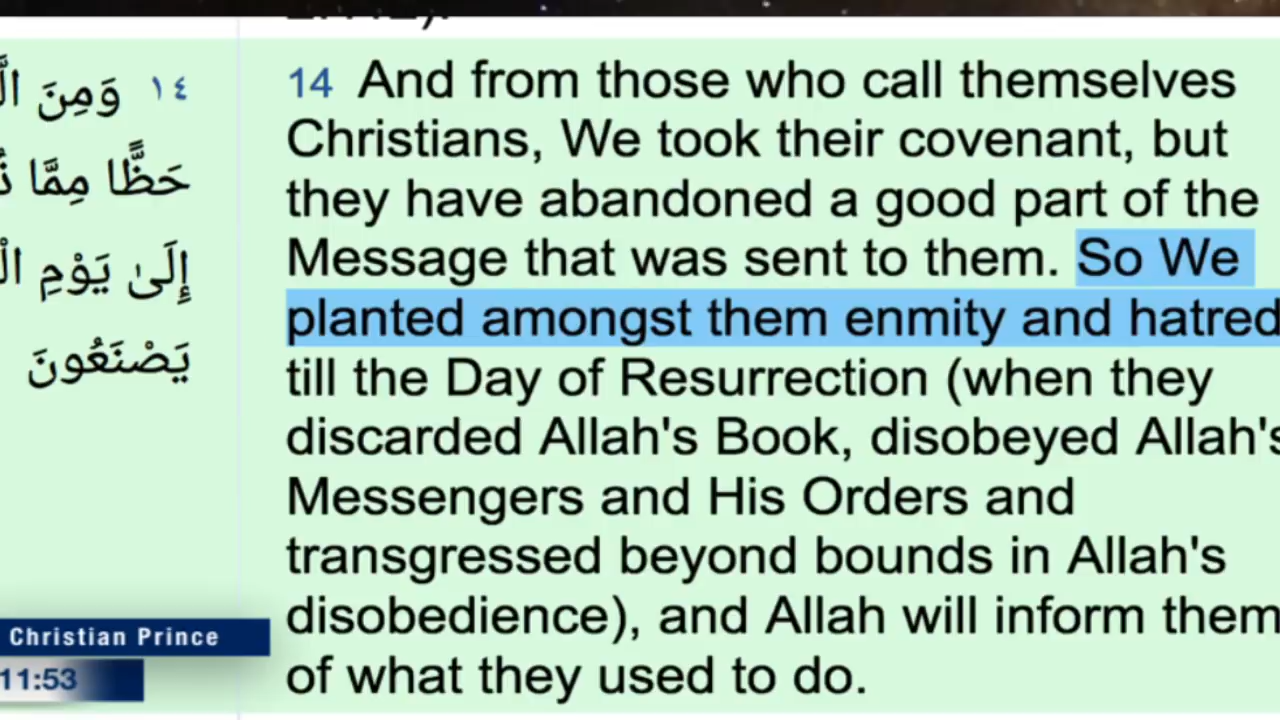 14 And from those who call themselves
Christians, We took their covenant, but
they have abandoned a good part of the
Message that was sent to them. So We
planted amongst them enmity and hatred
till the Day of Resurrection (when they
discarded Allah's Book, disobeyed Allah's
Messengers and His Orders and
transgressed beyond bounds in Allah's
disobedience), and Allah will inform them
of what they used to do.
١٤ وَمِنَ
حَظًّا مِمَّا
إِلَىٰ يَوْمِ
يَصْنَعُونَ
Christian Prince
11:53